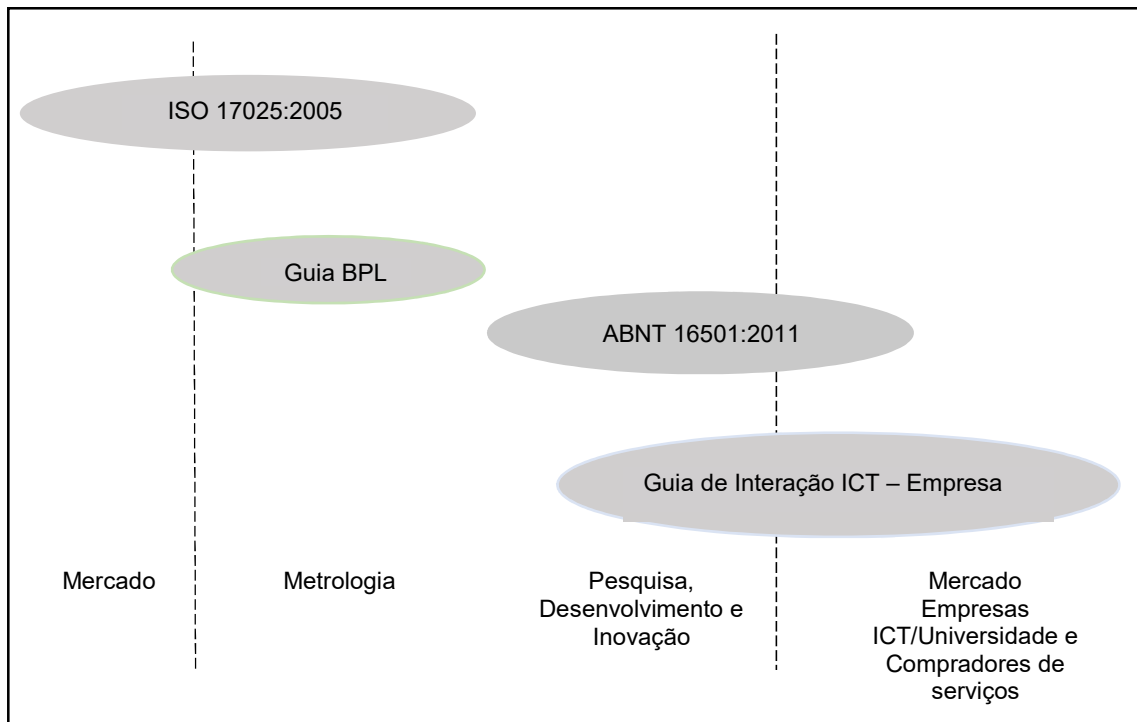 ISO 17025:2005
Guia BPL
ABNT 16501:2011
Guia de Interação ICT – Empresa
Mercado
Metrologia
Pesquisa,
Desenvolvimento e
Inovação
Mercado
Empresas
ICT/Universidade e
Compradores de
serviços